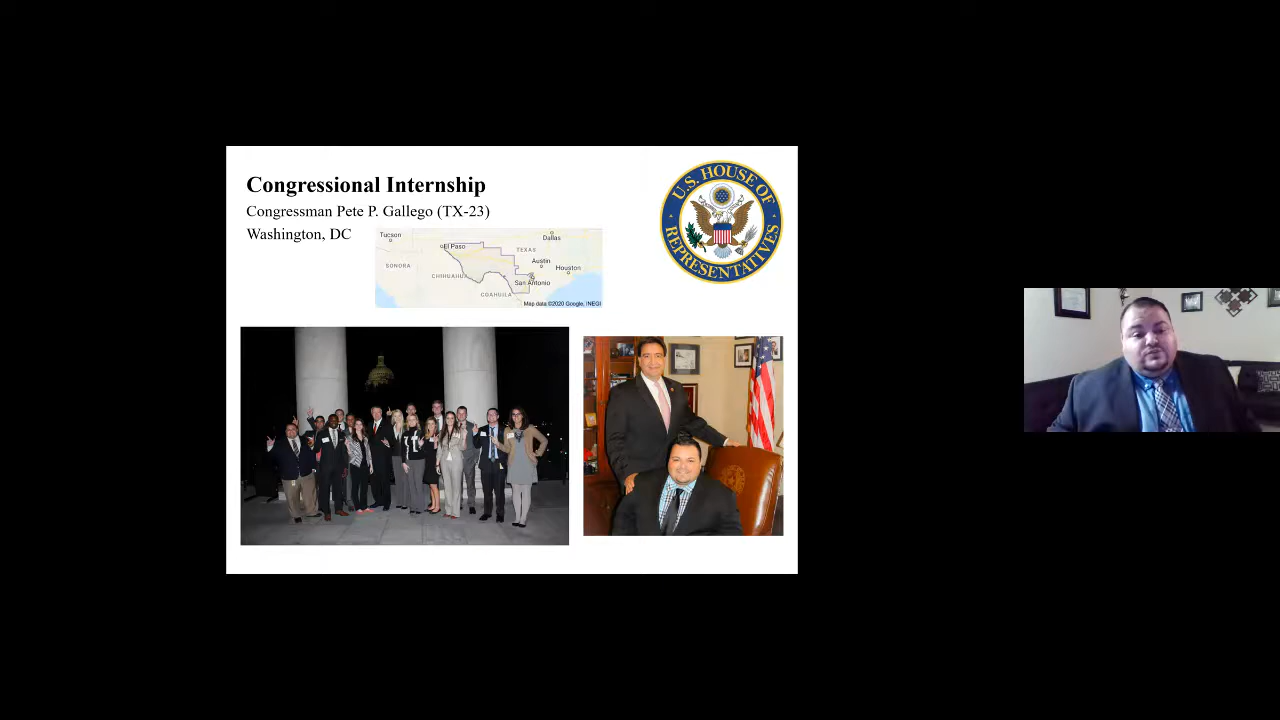 Congressional Internship
Congressman Pete P. Gallego (TX-23)
Washington, DC
U.S. HOUSE OF
REPRESENTATIVES
Tucson
El Paso
Dallas
TEXAS
Austin
SONORA
Houston
CHIHUAHUA
San Antonio
COAHUILA
Map data ©2020 Google, INEGI